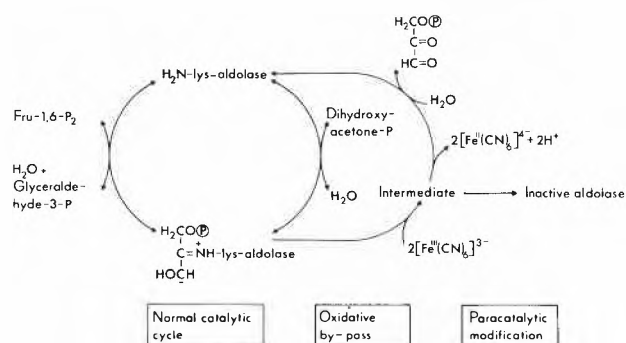 H₂COⓅ
C=O
HC=O
H₂N-lys-aldolase
H₂O
Fru-1,6-P₂
Dihydroxy-
acetone-P
2[Feᴵᴵ(CN)₆]⁴⁻+ 2H⁺
H₂O +
Glyceralde-
hyde-3-P
H₂O
Intermediate
Inactive aldolase
H₂COⓅ
C=N⁺H-lys-aldolase
HOCH⁻
2[Feᴵᴵᴵ(CN)₆]³⁻
Normal catalytic
cycle
Oxidative
by-pass
Paracatalytic
modification